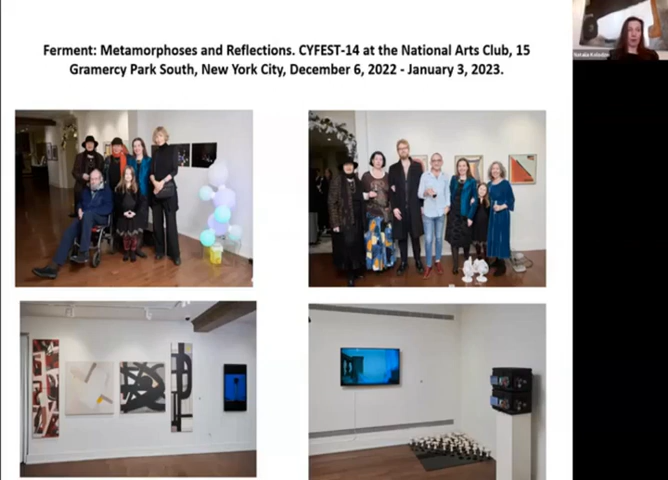 Ferment: Metamorphoses and Reflections. CYFEST-14 at the National Arts Club, 15
Gramercy Park South, New York City, December 6, 2022 - January 3, 2023.